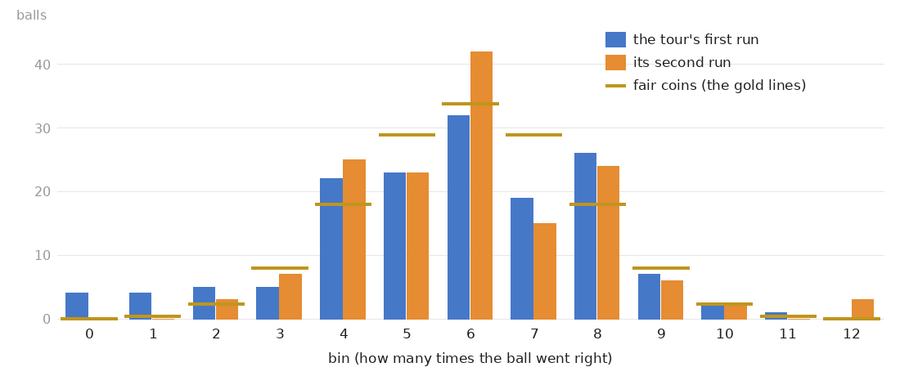 balls
the tour's first run
its second run
fair coins (the gold lines)
40
30
20
10
0
0 1 2 3 4 5 6 7 8 9 10 11 12
bin (how many times the ball went right)